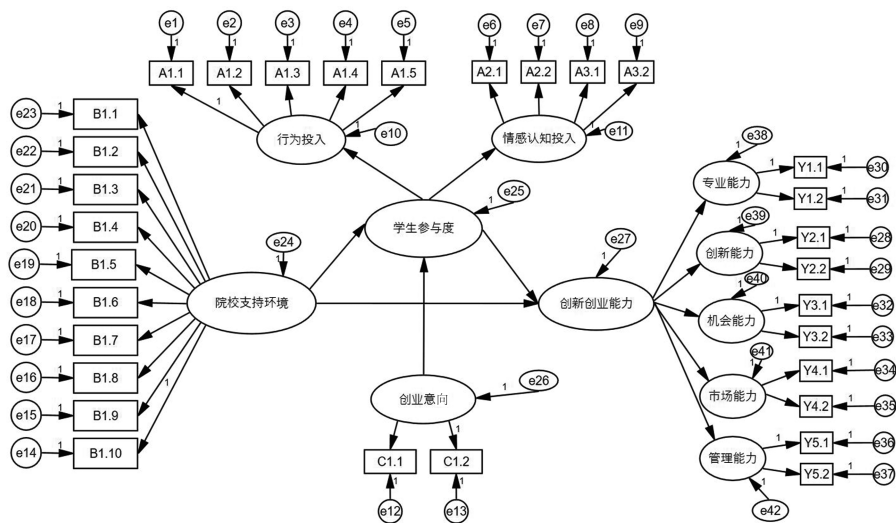 e1 e2 e3 e4 e5 e6 e7 e8 e9
1 1 1 1 1 1 1 1 1
A1.1 A1.2 A1.3 A1.4 A1.5 A2.1 A2.2 A3.1 A3.2
1 1 1
行为投入 e10 情感认知投入 e11
e23 1 B1.1
e22 1 B1.2
e21 1 B1.3
e20 1 B1.4
e19 1 B1.5
e18 1 B1.6
e17 1 B1.7
e16 1 B1.8
e15 1 B1.9
e14 1 B1.10
1
e24
1
院校支持环境
e25
1
学生参与度
e27
1
创新创业能力
e26
1
创业意向
1
C1.1 C1.2
1 1
e12 e13
e38
1
专业能力 1 Y1.1 1 e30
Y1.2 1 e31
e39
1
创新能力 1 Y2.1 1 e28
Y2.2 1 e29
e40
1
机会能力 1 Y3.1 1 e32
Y3.2 1 e33
e41
1
市场能力 Y4.1 1 e34
1 Y4.2 1 e35
管理能力 1 Y5.1 1 e36
Y5.2 1 e37
1
e42